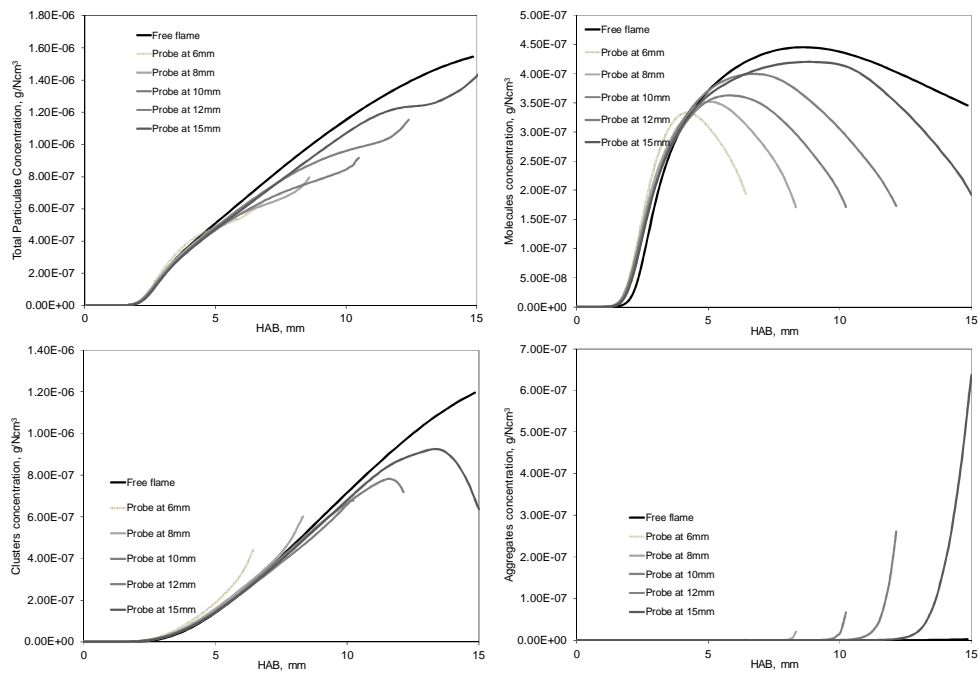 Total Particulate Concentration, g/Ncm³
1.80E-06
1.60E-06
1.40E-06
1.20E-06
1.00E-06
8.00E-07
6.00E-07
4.00E-07
2.00E-07
0.00E+00
Free flame
Probe at 6mm
Probe at 8mm
Probe at 10mm
Probe at 12mm
Probe at 15mm
0
5
10
15
HAB, mm
Molecules concentration, g/Ncm³
5.00E-07
4.50E-07
4.00E-07
3.50E-07
3.00E-07
2.50E-07
2.00E-07
1.50E-07
1.00E-07
5.00E-08
0.00E+00
Free flame
Probe at 6mm
Probe at 8mm
Probe at 10mm
Probe at 12mm
Probe at 15mm
0
5
10
15
HAB, mm
Clusters concentration, g/Ncm³
1.40E-06
1.20E-06
1.00E-06
8.00E-07
6.00E-07
4.00E-07
2.00E-07
0.00E+00
Free flame
Probe at 6mm
Probe at 8mm
Probe at 10mm
Probe at 12mm
Probe at 15mm
0
5
10
15
HAB, mm
Aggregates concentration, g/Ncm³
7.00E-07
6.00E-07
5.00E-07
4.00E-07
3.00E-07
2.00E-07
1.00E-07
0.00E+00
Free flame
Probe at 6mm
Probe at 8mm
Probe at 10mm
Probe at 12mm
Probe at 15mm
0
5
10
15
HAB, mm